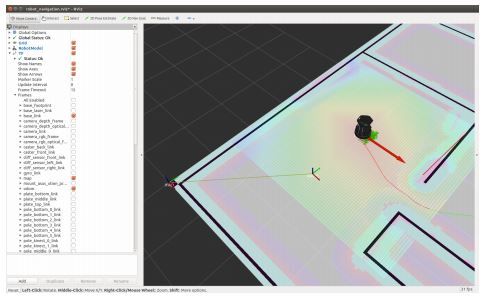 robot_navigation.rviz* - RViz
Move Camera Interact Select 2D Pose Estimate 2D Nav Goal Measure
Displays
Global Options
Global Status: Ok
Grid
RobotModel
TF
Status: Ok
Show Names
Show Axes
Show Arrows
Marker Scale 1
Update Interval 0
Frame Timeout 15
Frames
All Enabled
base_footprint
base_laser_link
base_link
camera_depth_frame
camera_depth_optical...
camera_link
camera_rgb_frame
camera_rgb_optical_f...
caster_back_link
caster_front_link
cliff_sensor_front_link
cliff_sensor_left_link
cliff_sensor_right_link
gyro_link
map
mount_asus_xtion_pr...
odom
plate_bottom_link
plate_middle_link
plate_top_link
pole_bottom_0_link
pole_bottom_1_link
pole_bottom_2_link
pole_bottom_3_link
pole_bottom_4_link
pole_bottom_5_link
pole_kinect_0_link
pole_kinect_1_link
pole_middle_0_link
Add Duplicate Remove Rename
Reset Left-Click: Rotate. Middle-Click: Move X/Y. Right-Click/Mouse Wheel: Zoom. Shift: More options.
31 fps